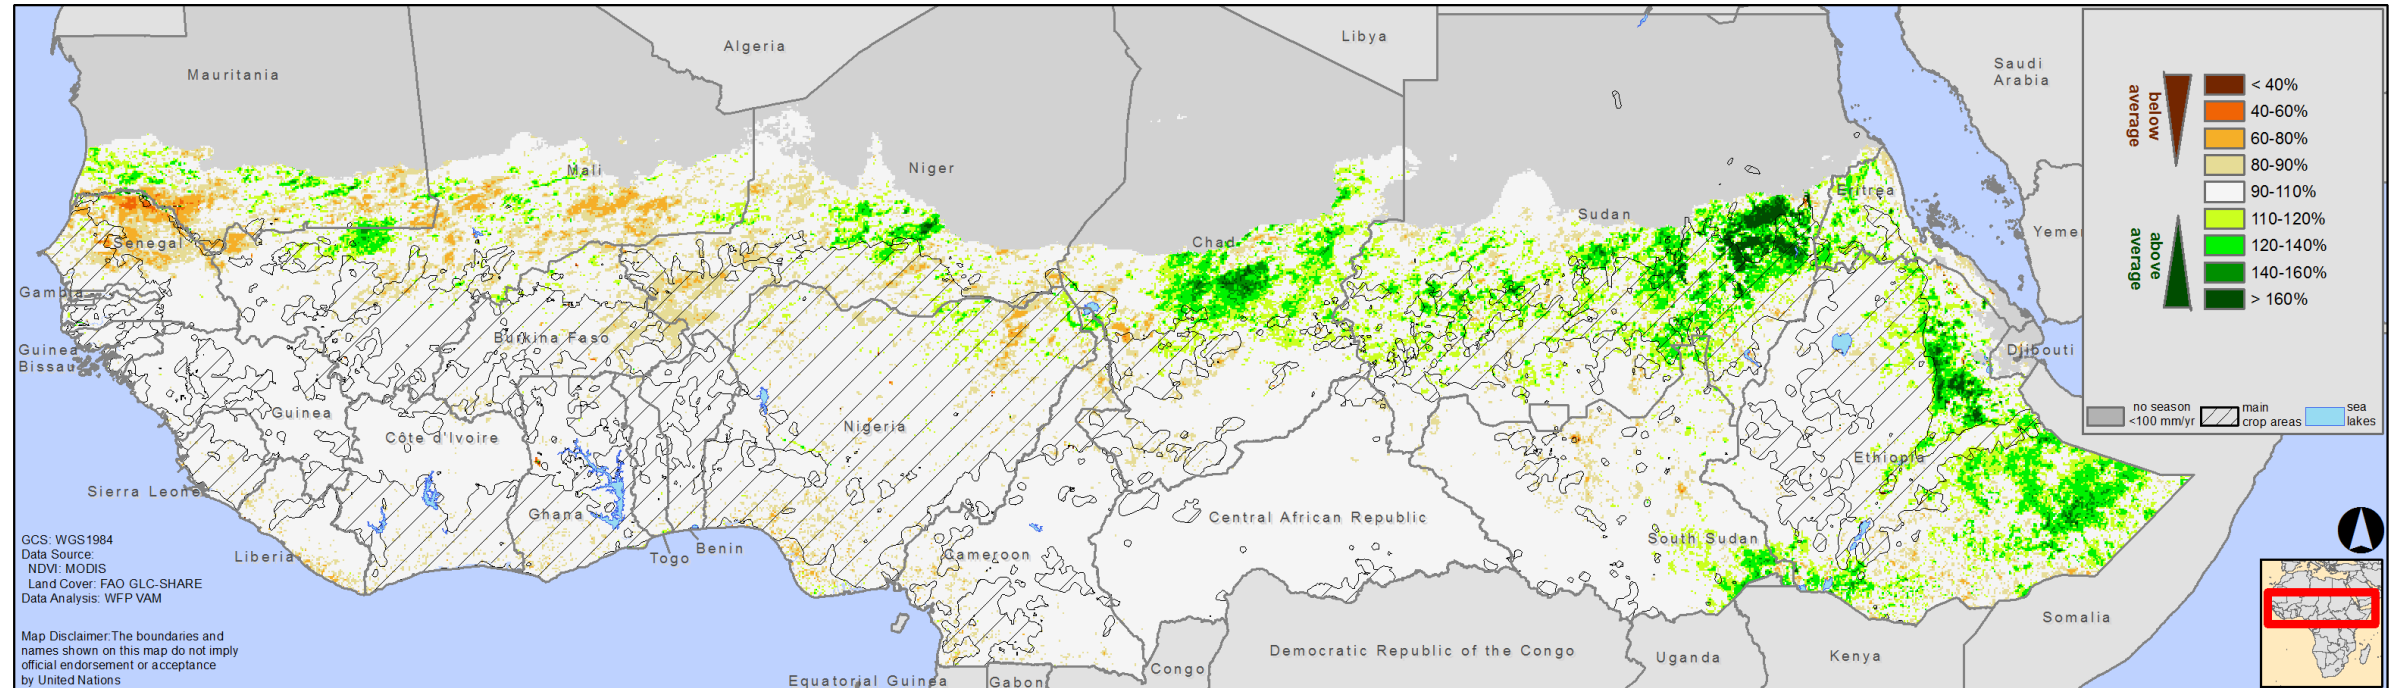 Algeria
Libya
Mauritania
Saudi
Arabia
Mali
Niger
Eritrea
Sudan
Yemen
Senegal
Chad
Gambia
Burkina Faso
Guinea
Bissau
Djibouti
Guinea
Côte d'Ivoire
Nigeria
Ethiopia
Sierra Leone
Ghana
Central African Republic
South Sudan
Liberia
Togo
Benin
Cameroon
Somalia
Democratic Republic of the Congo
Uganda
Kenya
Congo
Equatorial Guinea
Gabon
below
average
above
average
< 40%
40-60%
60-80%
80-90%
90-110%
110-120%
120-140%
140-160%
> 160%
no season
<100 mm/yr
main
crop areas
sea
lakes
GCS: WGS1984
Data Source:
NDVI: MODIS
Land Cover: FAO GLC-SHARE
Data Analysis: WFP VAM
Map Disclaimer:The boundaries and
names shown on this map do not imply
official endorsement or acceptance
by United Nations